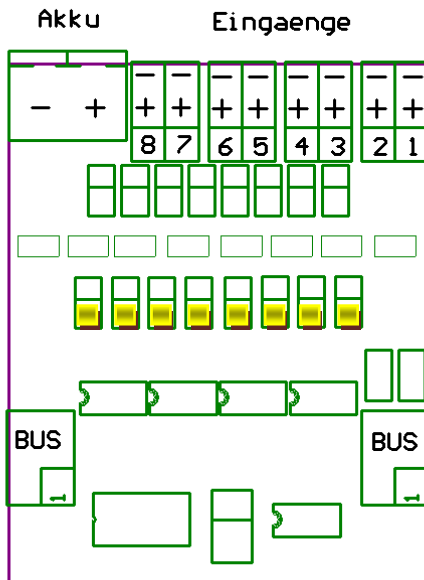 Akku Eingaenge
- + - - - - - - - -
+ + + + + + + +
8 7 6 5 4 3 2 1
BUS BUS
1 1